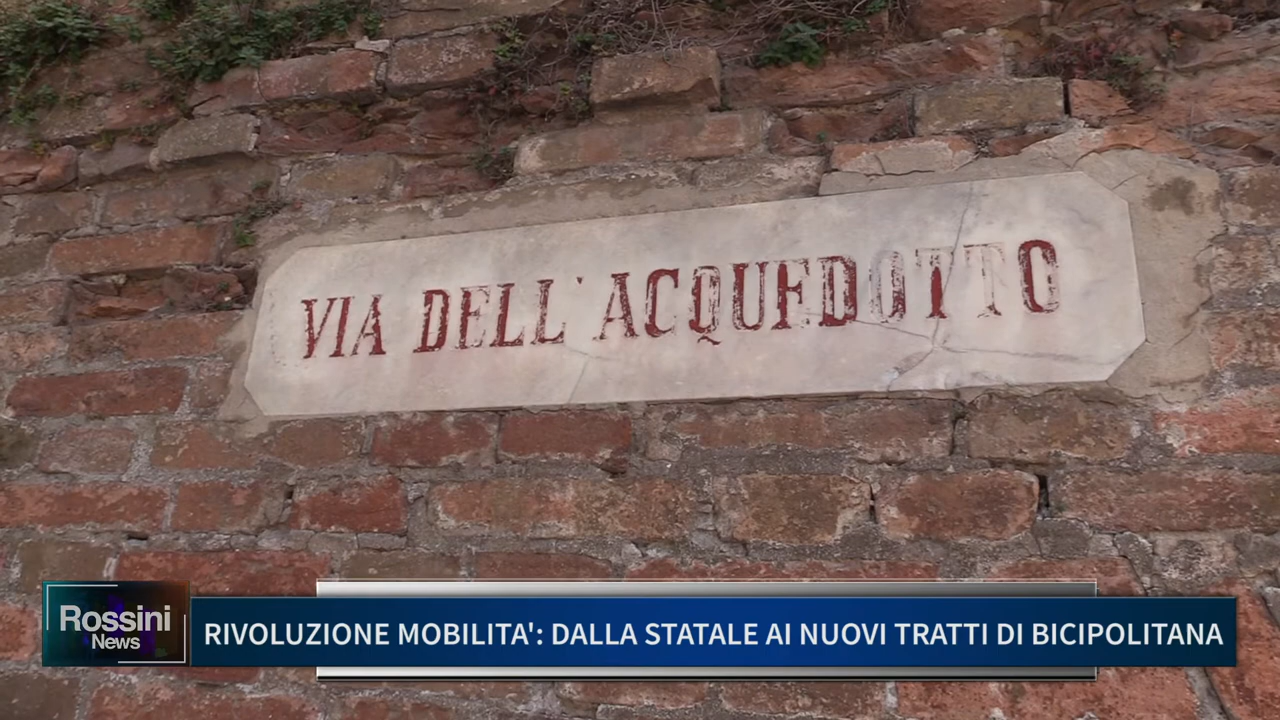 VIA DELL'ACQUEDOTTO
Rossini
News
RIVOLUZIONE MOBILITA': DALLA STATALE AI NUOVI TRATTI DI BICIPOLITANA